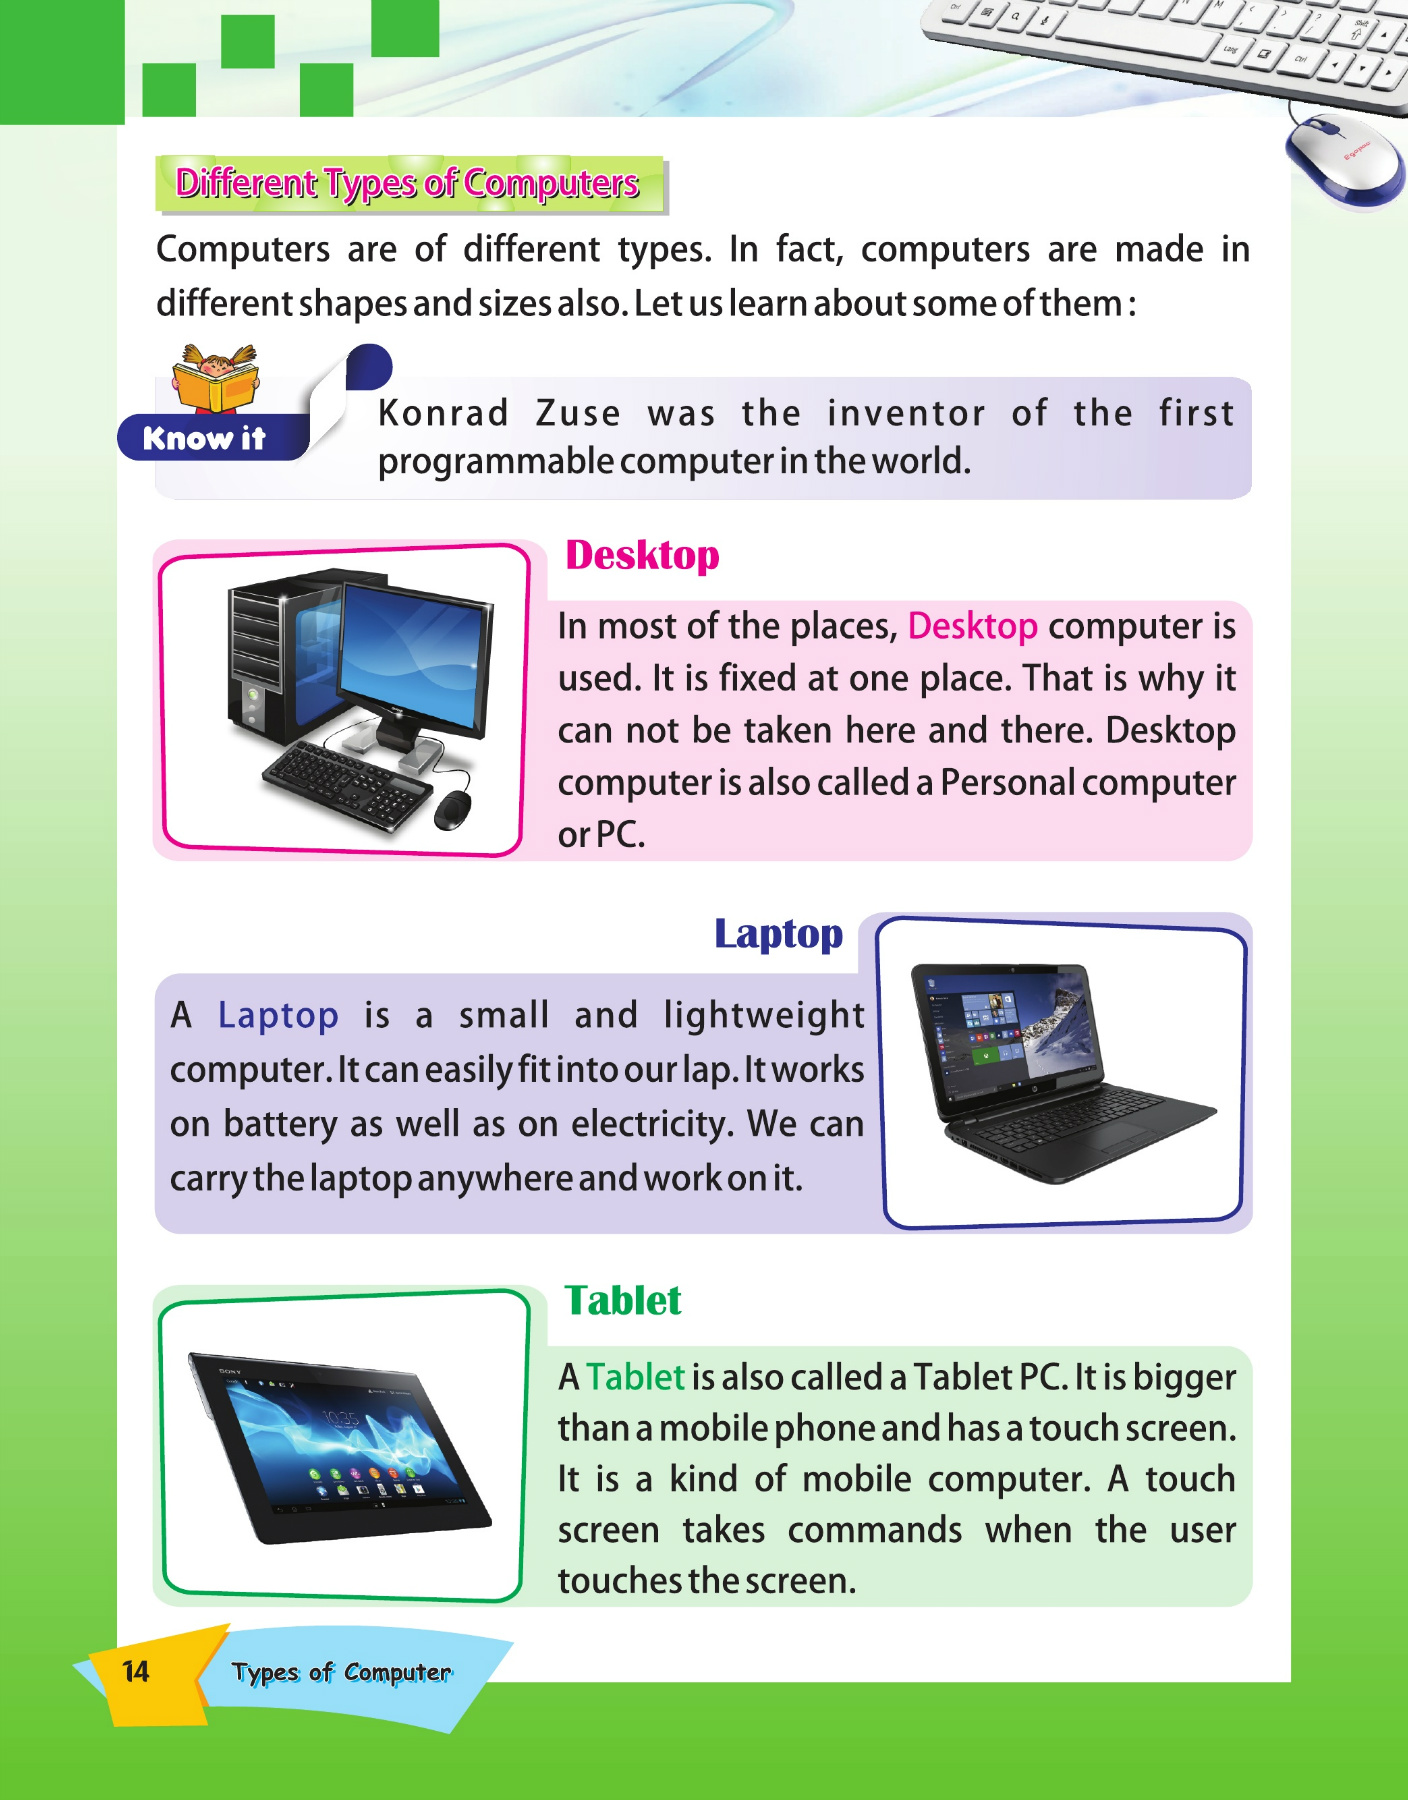 Different Types of Computers
Computers are of different types. In fact, computers are made in
different shapes and sizes also. Let us learn about some of them :
Know it
Konrad Zuse was the inventor of the first
programmable computer in the world.
Desktop
In most of the places, Desktop computer is
used. It is fixed at one place. That is why it
can not be taken here and there. Desktop
computer is also called a Personal computer
or PC.
Laptop
A Laptop is a small and lightweight
computer. It can easily fit into our lap. It works
on battery as well as on electricity. We can
carry the laptop anywhere and work on it.
Tablet
SONY
10:35
A Tablet is also called a Tablet PC. It is bigger
than a mobile phone and has a touch screen.
It is a kind of mobile computer. A touch
screen takes commands when the user
touches the screen.
14
Types of Computer